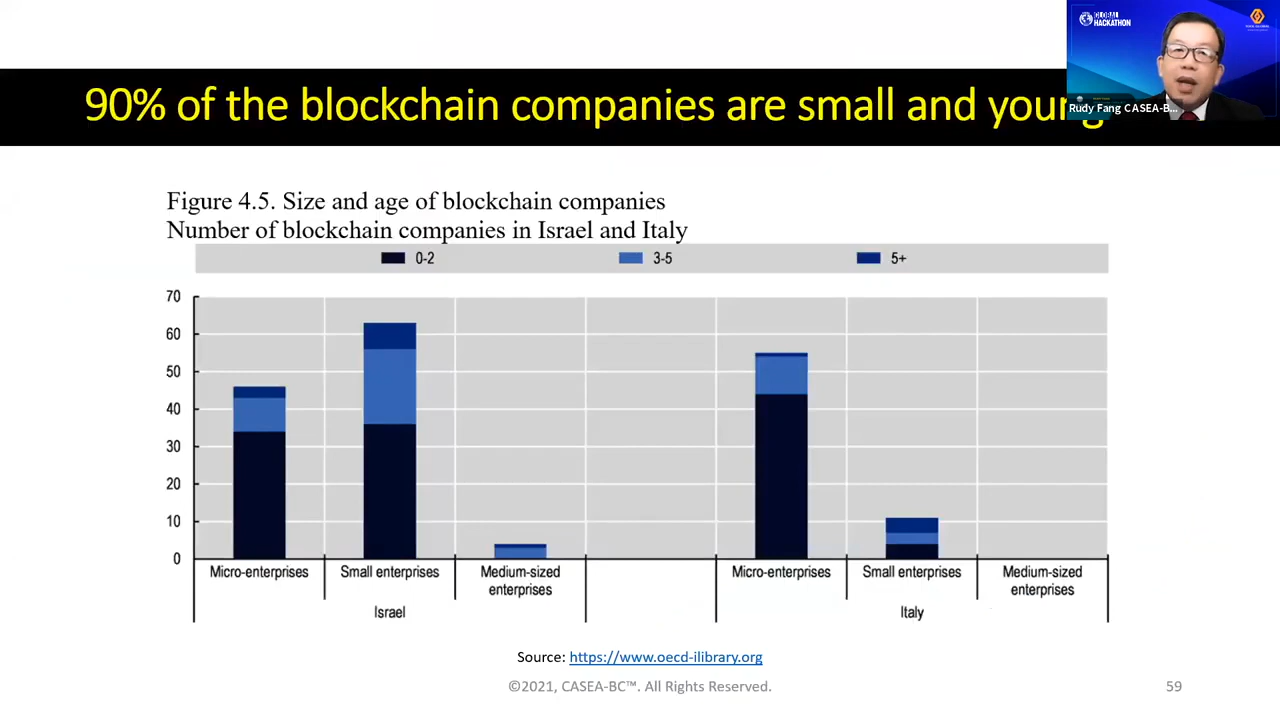 GLOBAL
HACKATHON
Rudy Fang CASEA-B...
90% of the blockchain companies are small and young
Figure 4.5. Size and age of blockchain companies
Number of blockchain companies in Israel and Italy
0-2 3-5 5+
70
60
50
40
30
20
10
0
Micro-enterprises Small enterprises Medium-sized enterprises Micro-enterprises Small enterprises Medium-sized enterprises
Israel Italy
Source: https://www.oecd-ilibrary.org
©2021, CASEA-BC™. All Rights Reserved.
59